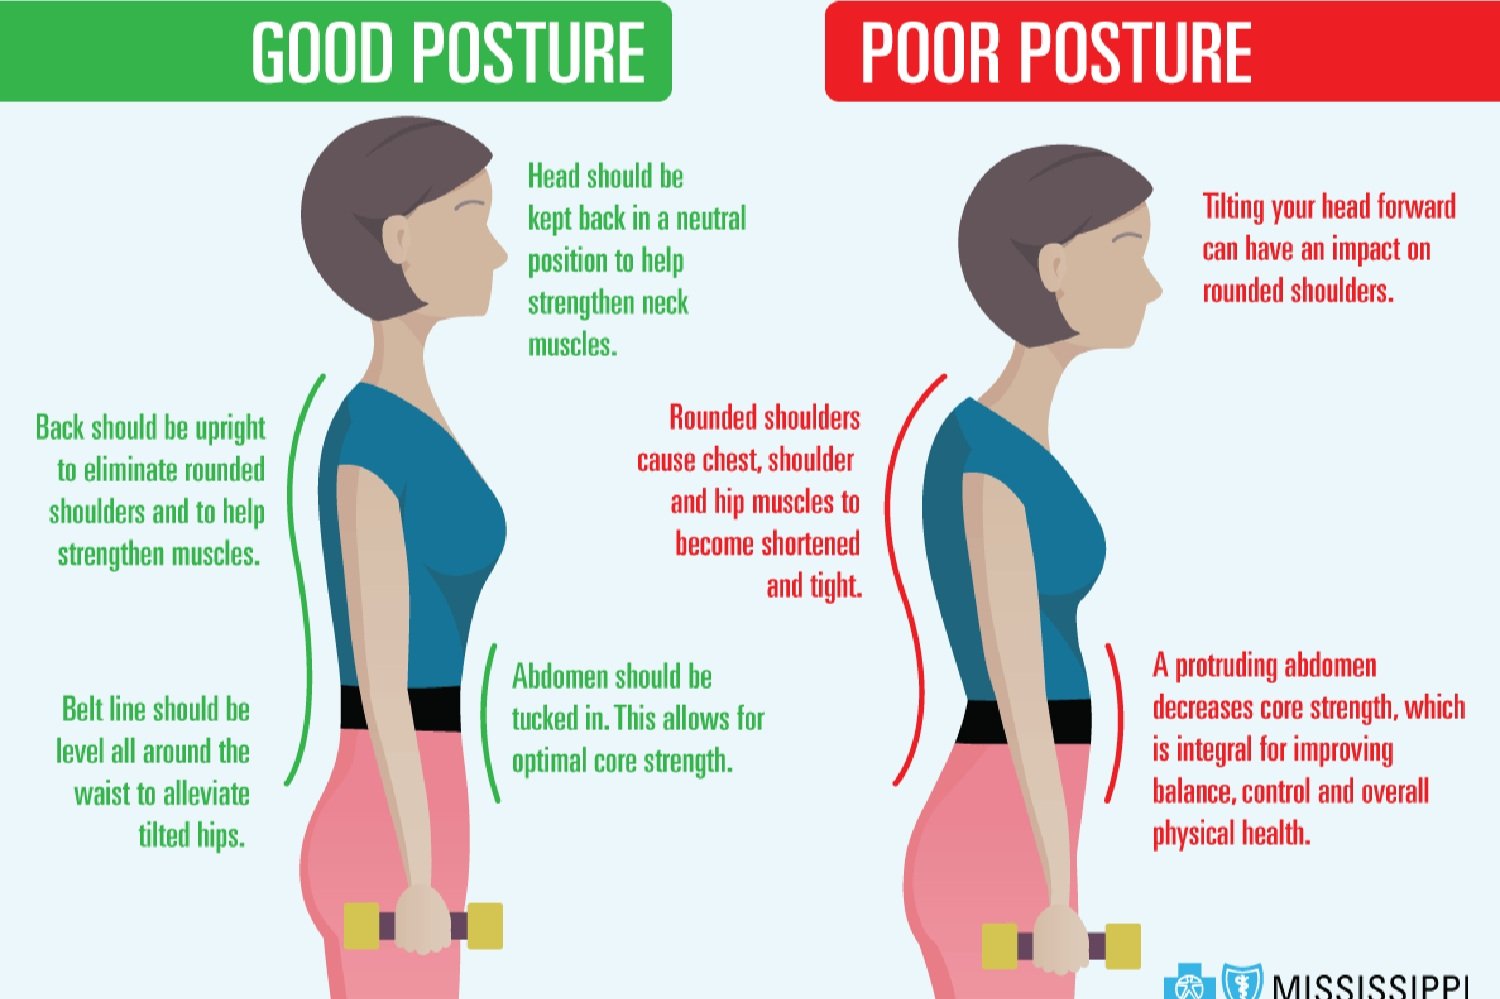 GOOD POSTURE
Head should be
kept back in a neutral
position to help
strengthen neck
muscles.
Back should be upright
to eliminate rounded
shoulders and to help
strengthen muscles.
Abdomen should be
tucked in. This allows for
optimal core strength.
Belt line should be
level all around the
waist to alleviate
tilted hips.
POOR POSTURE
Tilting your head forward
can have an impact on
rounded shoulders.
Rounded shoulders
cause chest, shoulder
and hip muscles to
become shortened
and tight.
A protruding abdomen
decreases core strength, which
is integral for improving
balance, control and overall
physical health.
MISSISSIPPI